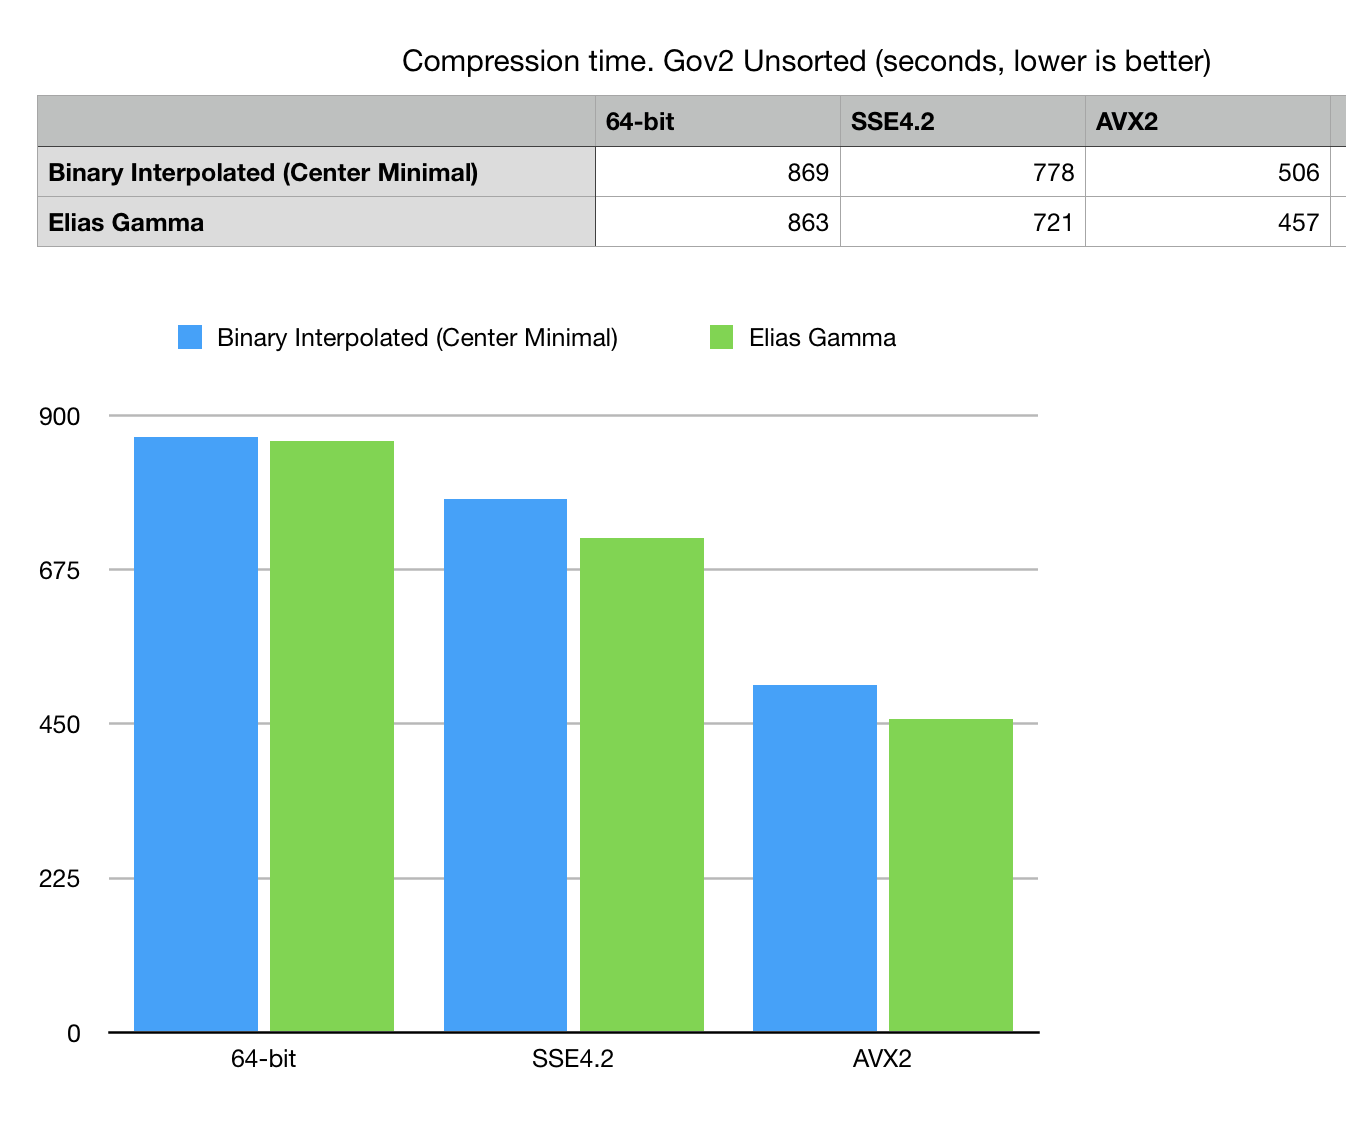 Compression time. Gov2 Unsorted (seconds, lower is better)
64-bit SSE4.2 AVX2
Binary Interpolated (Center Minimal) 869 778 506
Elias Gamma 863 721 457
Binary Interpolated (Center Minimal) Elias Gamma
900
675
450
225
0
64-bit SSE4.2 AVX2